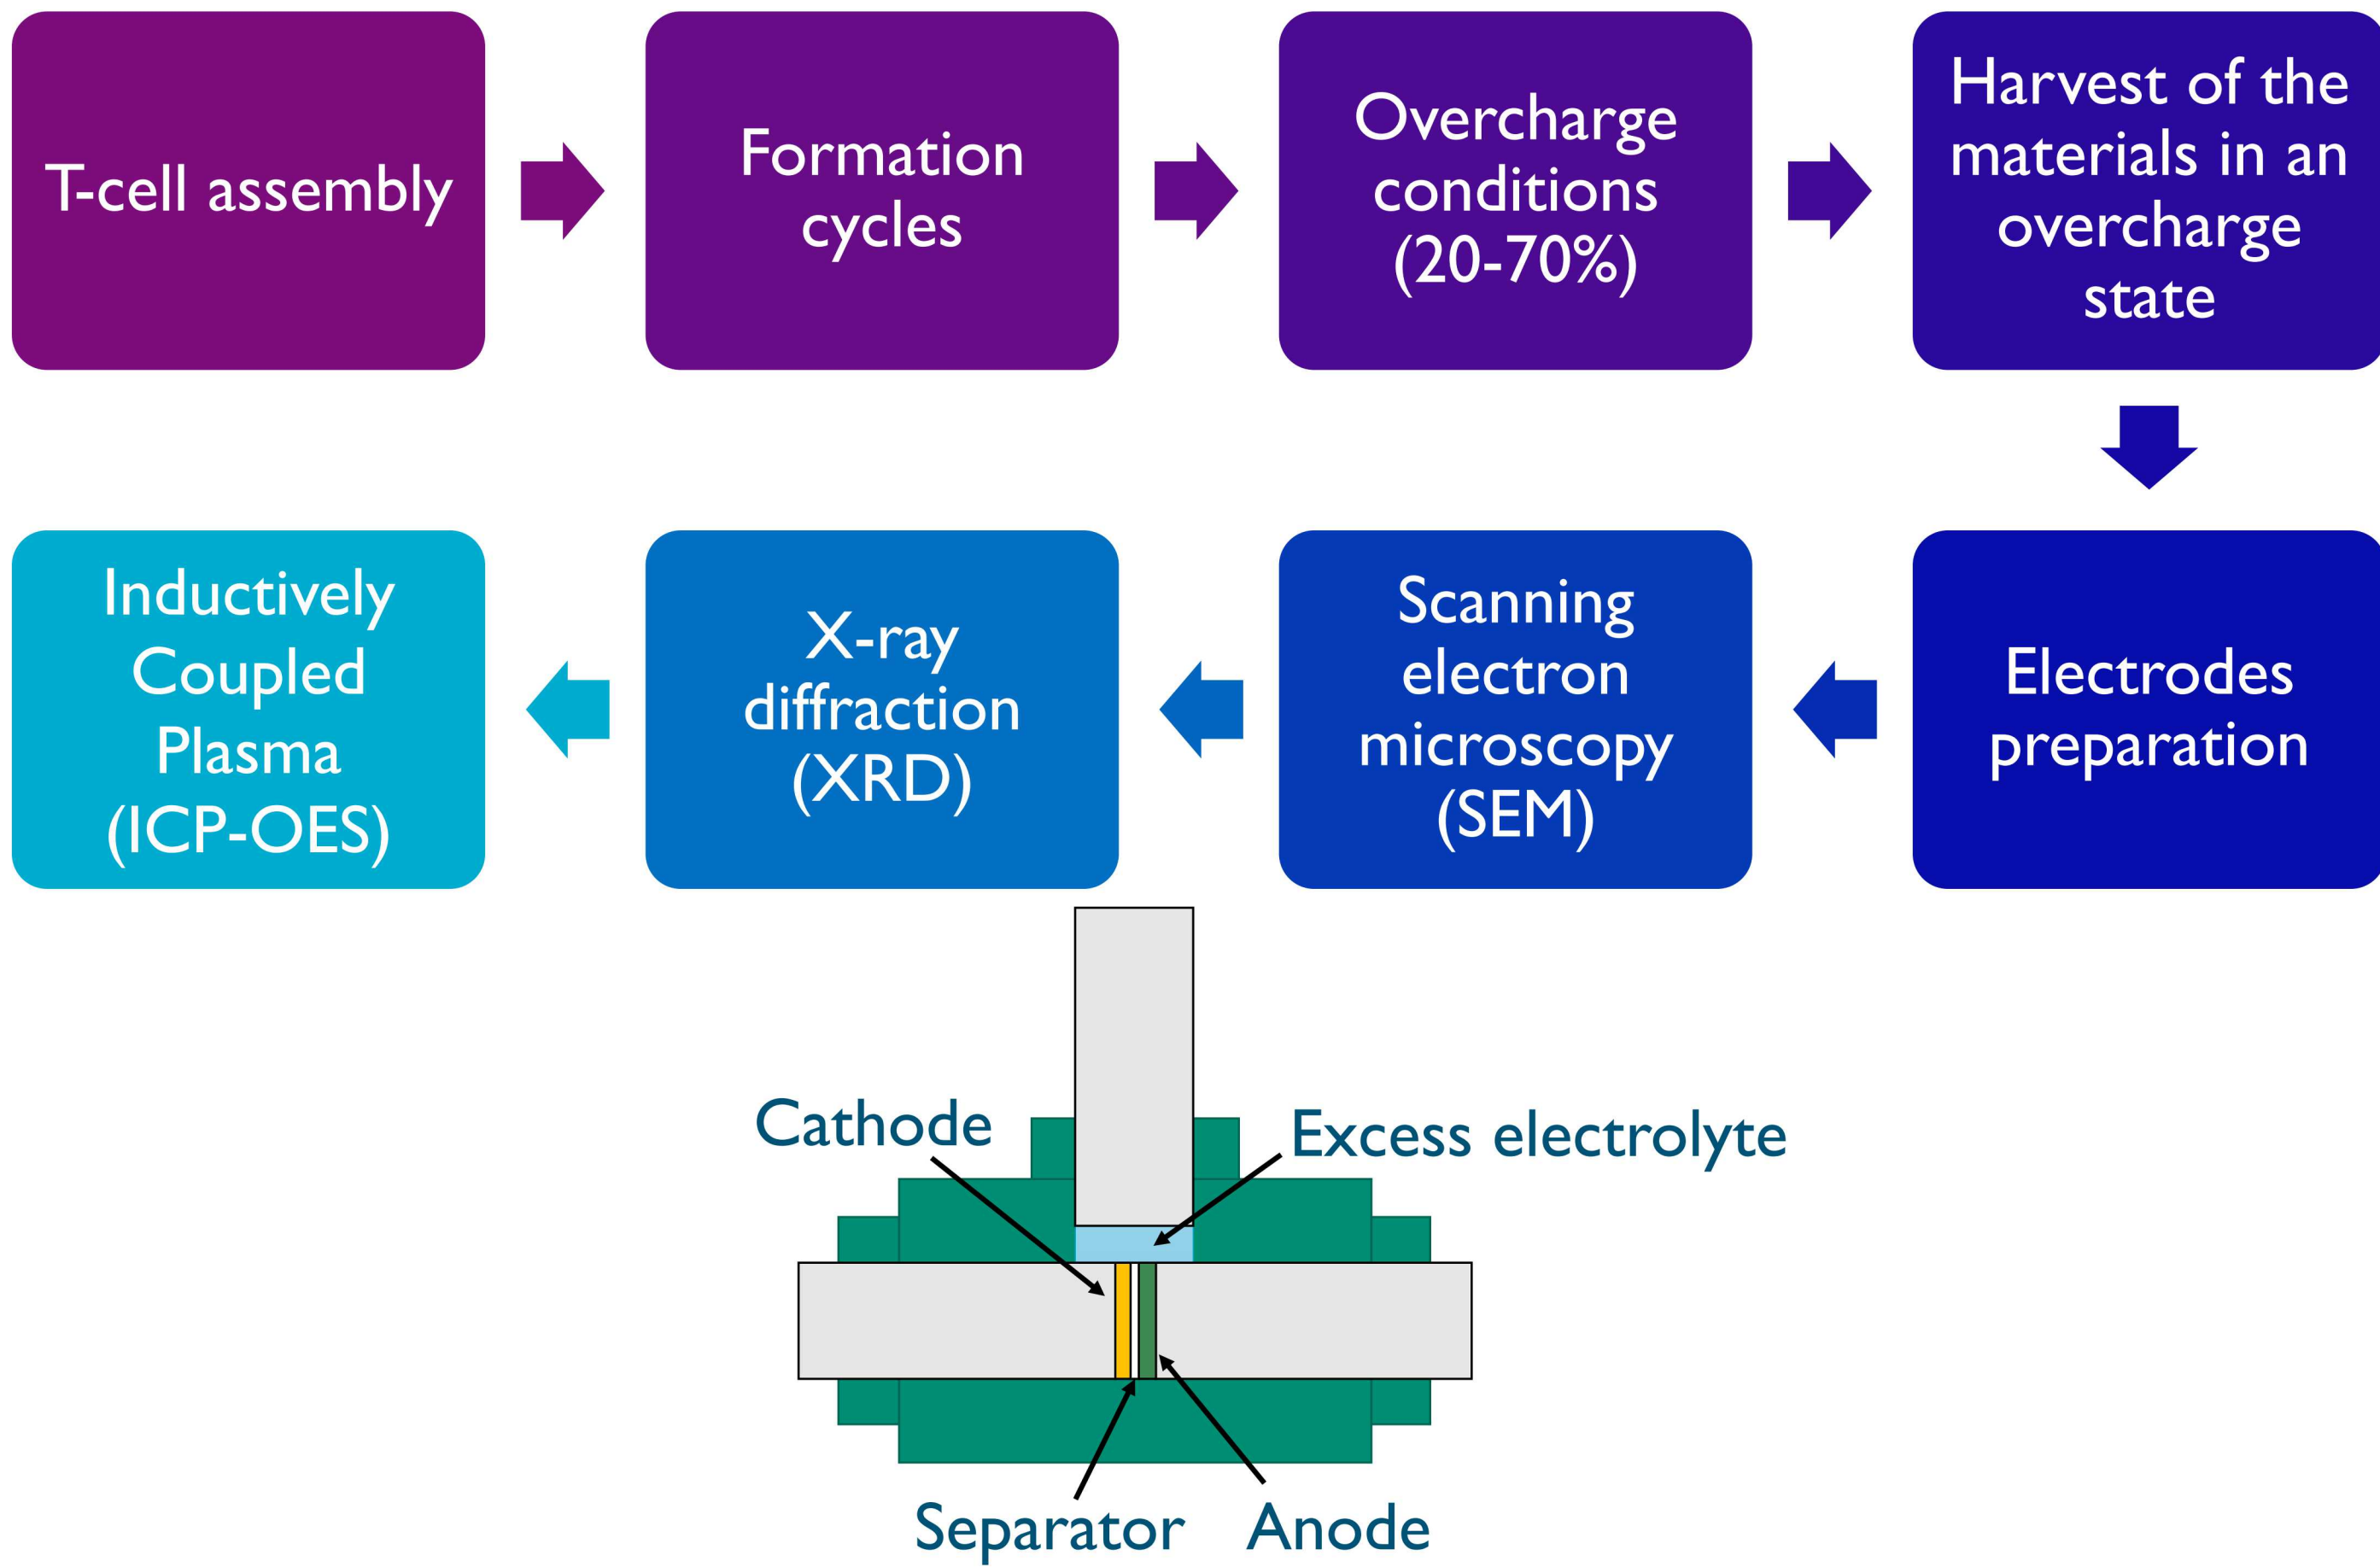 T-cell assembly
Formation
cycles
Overcharge
conditions
(20-70%)
Harvest of the
materials in an
overcharge
state
Electrodes
preparation
Scanning
electron
microscopy
(SEM)
X-ray
diffraction
(XRD)
Inductively
Coupled
Plasma
(ICP-OES)
Cathode
Excess electrolyte
Separator
Anode